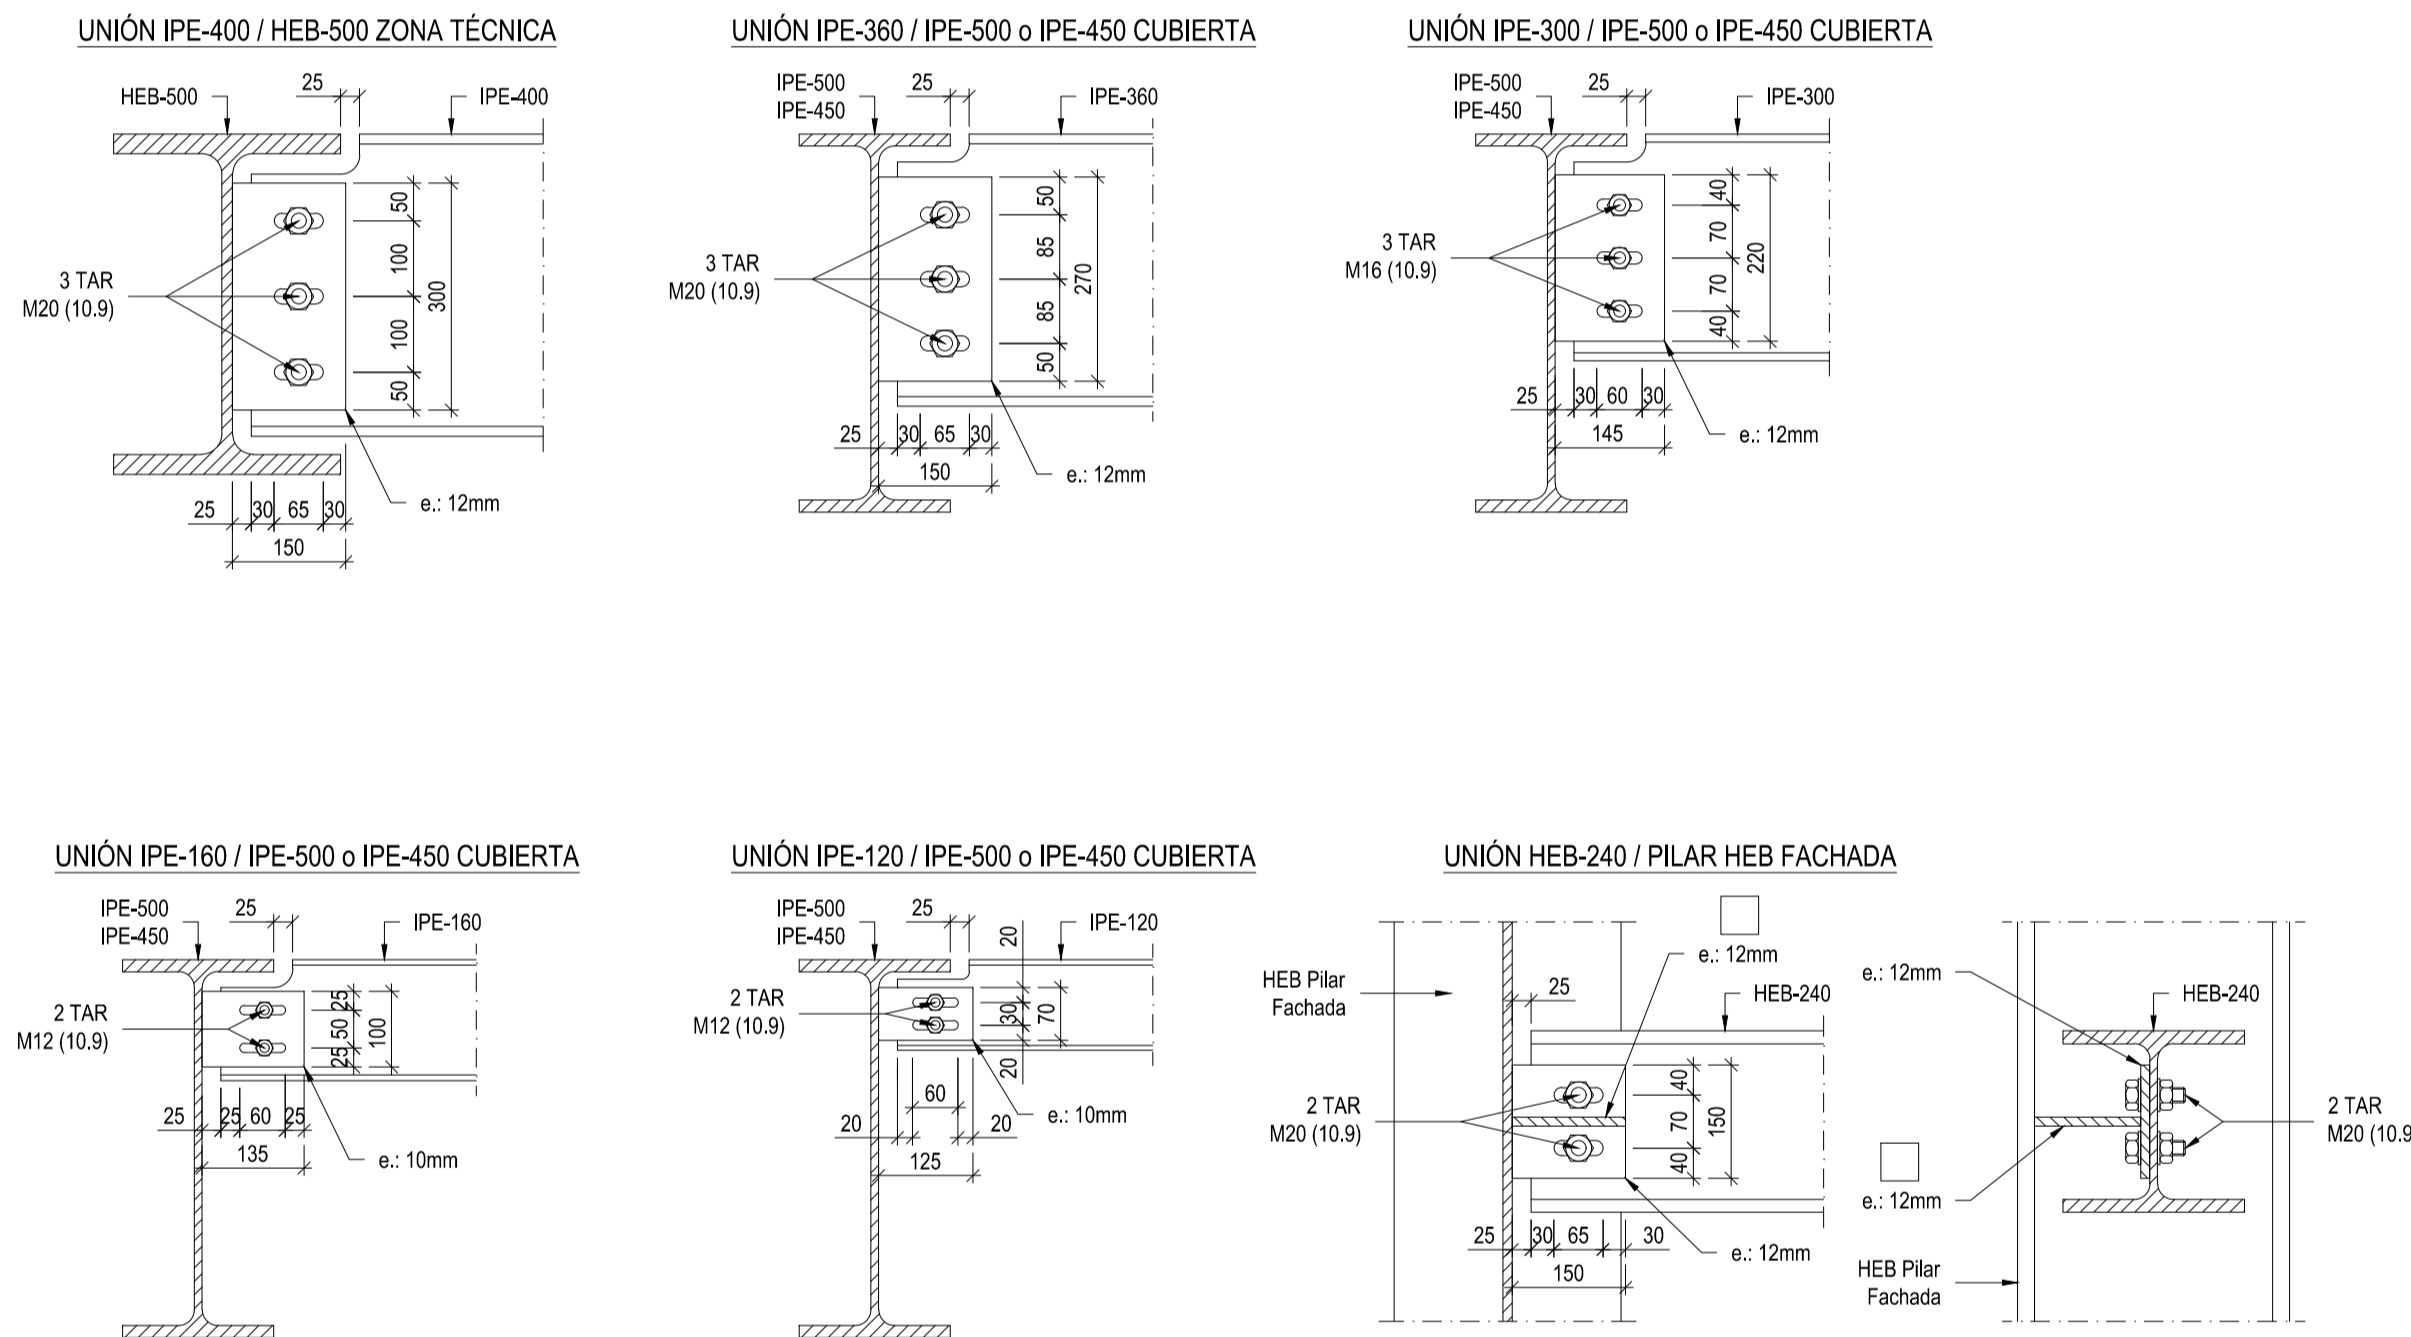 UNIÓN IPE-400 / HEB-500 ZONA TÉCNICA
HEB-500
25
IPE-400
3 TAR
M20 (10.9)
50
100
100
50
300
25
30
65
30
150
e.: 12mm
UNIÓN IPE-360 / IPE-500 o IPE-450 CUBIERTA
IPE-500
IPE-450
25
IPE-360
3 TAR
M20 (10.9)
50
85
85
50
270
25
30
65
30
150
e.: 12mm
UNIÓN IPE-300 / IPE-500 o IPE-450 CUBIERTA
IPE-500
IPE-450
25
IPE-300
3 TAR
M16 (10.9)
40
70
70
40
220
25
30
60
30
145
e.: 12mm
UNIÓN IPE-160 / IPE-500 o IPE-450 CUBIERTA
IPE-500
IPE-450
25
IPE-160
2 TAR
M12 (10.9)
25
50
25
100
25
25
60
25
135
e.: 10mm
UNIÓN IPE-120 / IPE-500 o IPE-450 CUBIERTA
IPE-500
IPE-450
25
IPE-120
2 TAR
M12 (10.9)
20
30
20
70
60
20
20
125
e.: 10mm
UNIÓN HEB-240 / PILAR HEB FACHADA
HEB Pilar
Fachada
25
e.: 12mm
HEB-240
2 TAR
M20 (10.9)
40
70
40
150
25
30
65
30
150
e.: 12mm
e.: 12mm
HEB-240
2 TAR
M20 (10.9
e.: 12mm
HEB Pilar
Fachada